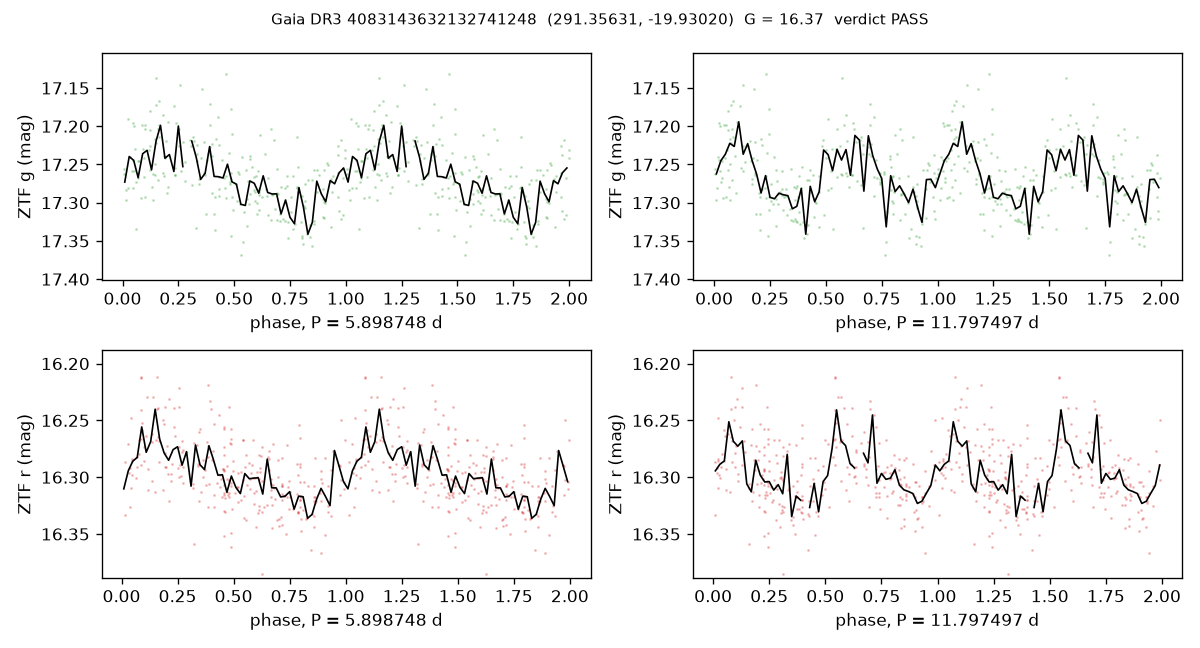 Gaia DR3 4083143632132741248 (291.35631, -19.93020) G = 16.37 verdict PASS
ZTF g (mag)
17.15
17.20
17.25
17.30
17.35
17.40
0.00 0.25 0.50 0.75 1.00 1.25 1.50 1.75 2.00
phase, P = 5.898748 d
ZTF g (mag)
17.15
17.20
17.25
17.30
17.35
17.40
0.00 0.25 0.50 0.75 1.00 1.25 1.50 1.75 2.00
phase, P = 11.797497 d
ZTF r (mag)
16.20
16.25
16.30
16.35
0.00 0.25 0.50 0.75 1.00 1.25 1.50 1.75 2.00
phase, P = 5.898748 d
ZTF r (mag)
16.20
16.25
16.30
16.35
0.00 0.25 0.50 0.75 1.00 1.25 1.50 1.75 2.00
phase, P = 11.797497 d